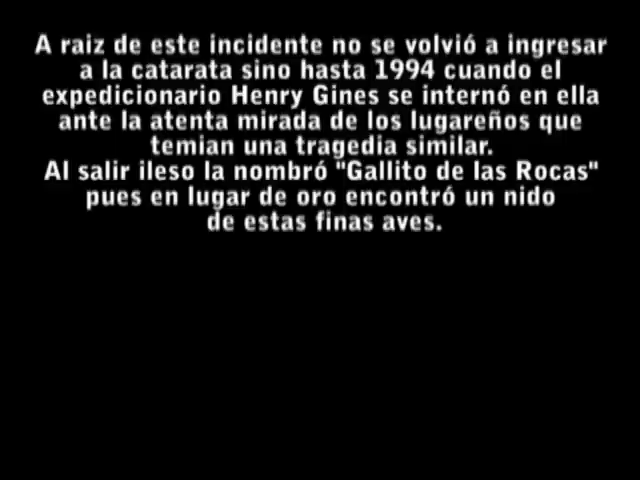 A raiz de este incidente no se volvió a ingresar
a la catarata sino hasta 1994 cuando el
expedicionario Henry Gines se internó en ella
ante la atenta mirada de los lugareños que
temian una tragedia similar.
Al salir ileso la nombró "Gallito de las Rocas"
pues en lugar de oro encontró un nido
de estas finas aves.